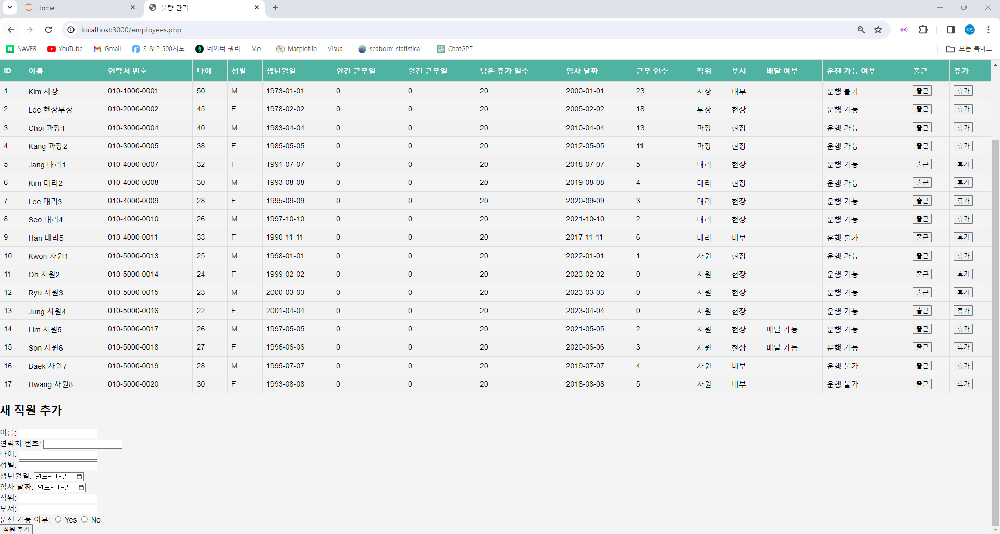 Home
불량 관리
localhost:3000/employees.php
석현
NAVER YouTube Gmail S & P 500지도 데이터 쿼리 — Mo... Matplotlib — Visua... seaborn: statistical... ChatGPT 모든 북마크
ID 이름 연락처 번호 나이 성별 생년월일 연간 근무일 월간 근무일 남은 휴가 일수 입사 날짜 근무 연수 직위 부서 배달 여부 운전 가능 여부 출근 휴가
1 Kim 사장 010-1000-0001 50 M 1973-01-01 0 0 20 2000-01-01 23 사장 내부 운행 불가 출근 휴가
2 Lee 현장부장 010-2000-0002 45 F 1978-02-02 0 0 20 2005-02-02 18 부장 현장 운행 가능 출근 휴가
3 Choi 과장1 010-3000-0004 40 M 1983-04-04 0 0 20 2010-04-04 13 과장 현장 운행 가능 출근 휴가
4 Kang 과장2 010-3000-0005 38 F 1985-05-05 0 0 20 2012-05-05 11 과장 현장 운행 가능 출근 휴가
5 Jang 대리1 010-4000-0007 32 F 1991-07-07 0 0 20 2018-07-07 5 대리 현장 운행 가능 출근 휴가
6 Kim 대리2 010-4000-0008 30 M 1993-08-08 0 0 20 2019-08-08 4 대리 현장 운행 가능 출근 휴가
7 Lee 대리3 010-4000-0009 28 F 1995-09-09 0 0 20 2020-09-09 3 대리 현장 운행 가능 출근 휴가
8 Seo 대리4 010-4000-0010 26 M 1997-10-10 0 0 20 2021-10-10 2 대리 현장 운행 가능 출근 휴가
9 Han 대리5 010-4000-0011 33 F 1990-11-11 0 0 20 2017-11-11 6 대리 내부 운행 불가 출근 휴가
10 Kwon 사원1 010-5000-0013 25 M 1998-01-01 0 0 20 2022-01-01 1 사원 현장 운행 가능 출근 휴가
11 Oh 사원2 010-5000-0014 24 F 1999-02-02 0 0 20 2023-02-02 0 사원 현장 운행 가능 출근 휴가
12 Ryu 사원3 010-5000-0015 23 M 2000-03-03 0 0 20 2023-03-03 0 사원 현장 운행 가능 출근 휴가
13 Jung 사원4 010-5000-0016 22 F 2001-04-04 0 0 20 2023-04-04 0 사원 현장 운행 가능 출근 휴가
14 Lim 사원5 010-5000-0017 26 M 1997-05-05 0 0 20 2021-05-05 2 사원 현장 배달 가능 운행 가능 출근 휴가
15 Son 사원6 010-5000-0018 27 F 1996-06-06 0 0 20 2020-06-06 3 사원 현장 배달 가능 운행 가능 출근 휴가
16 Baek 사원7 010-5000-0019 28 M 1995-07-07 0 0 20 2019-07-07 4 사원 내부 운행 불가 출근 휴가
17 Hwang 사원8 010-5000-0020 30 F 1993-08-08 0 0 20 2018-08-08 5 사원 내부 운행 불가 출근 휴가
새 직원 추가
이름:
연락처 번호:
나이:
성별:
생년월일: 연도-월-일
입사 날짜: 연도-월-일
직위:
부서:
운전 가능 여부: Yes No
직원 추가